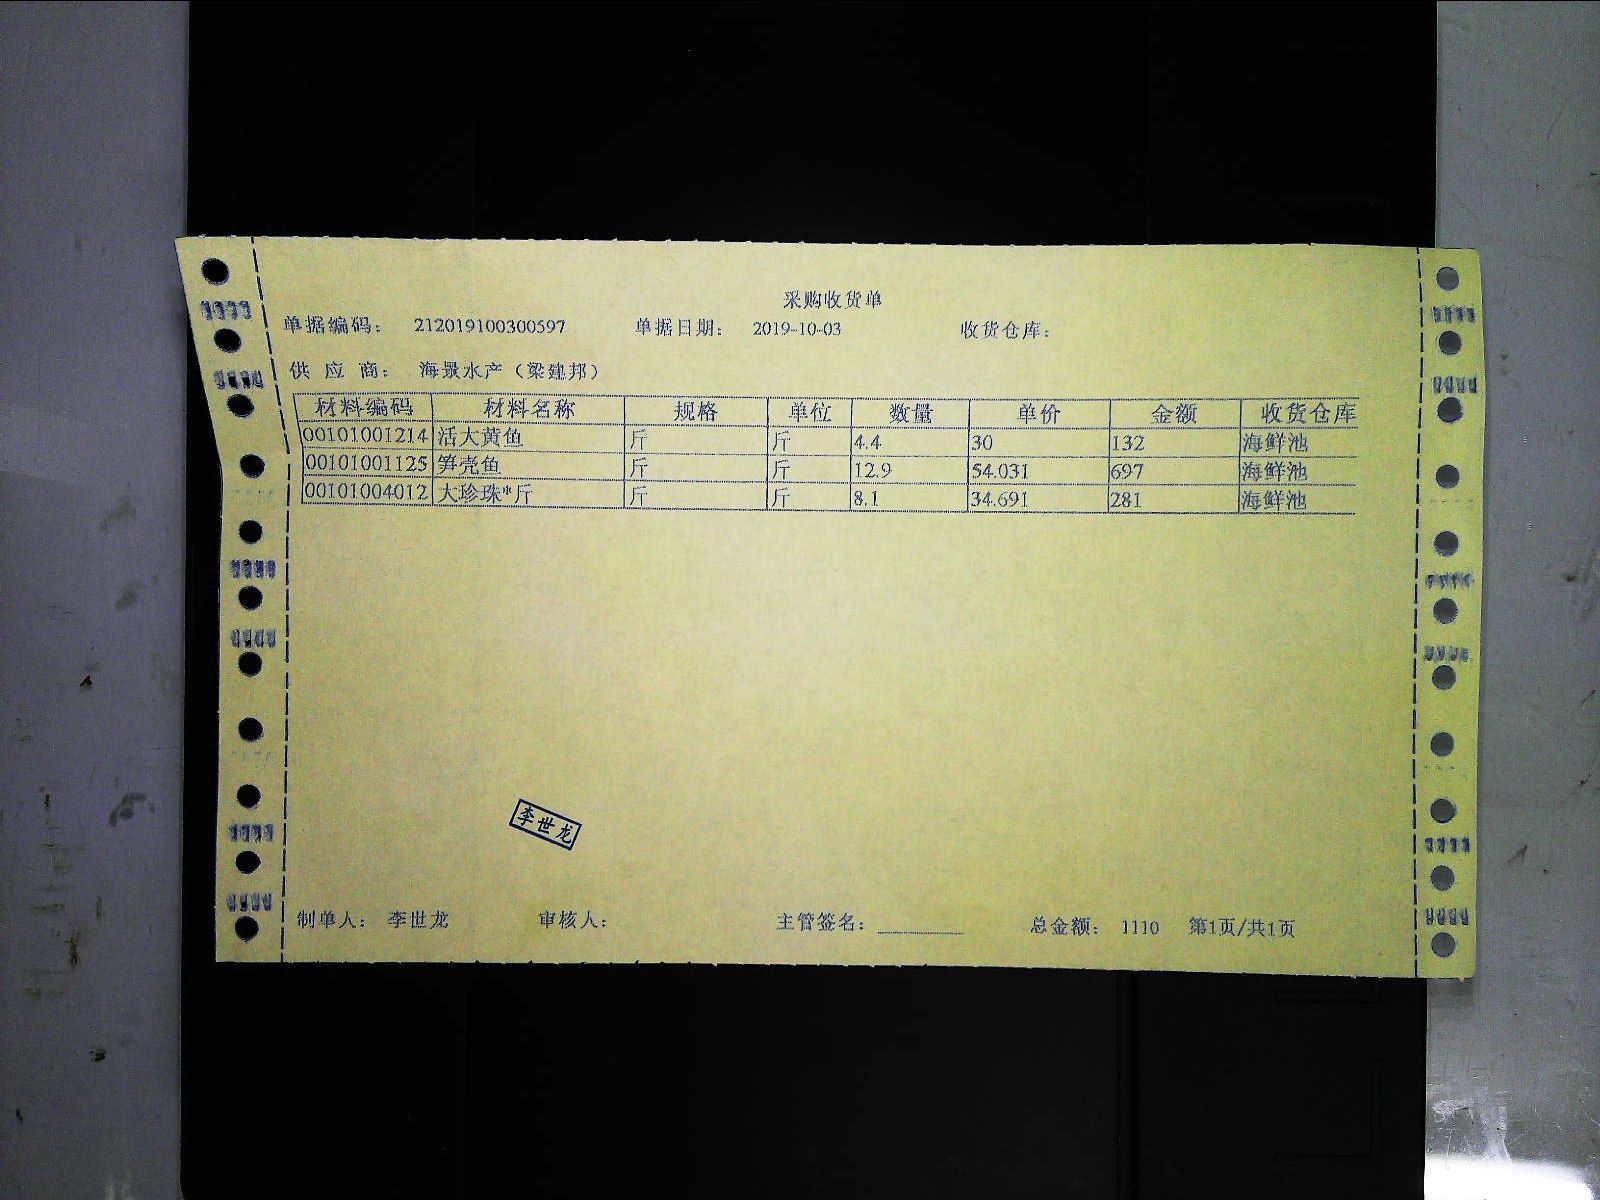 采购收货单
单据编码： 212019100300597 单据日期： 2019-10-03 收货仓库：
供 应 商： 海景水产（梁建邦）
材料编码 材料名称 规格 单位 数量 单价 金额 收货仓库
00101001214 活大黄鱼 斤 斤 4.4 30 132 海鲜池
00101001125 笋壳鱼 斤 斤 12.9 54.031 697 海鲜池
00101004012 大珍珠*斤 斤 斤 8.1 34.691 281 海鲜池
李世龙
制单人： 李世龙 审核人： 主管签名： 总金额： 1110 第1页/共1页